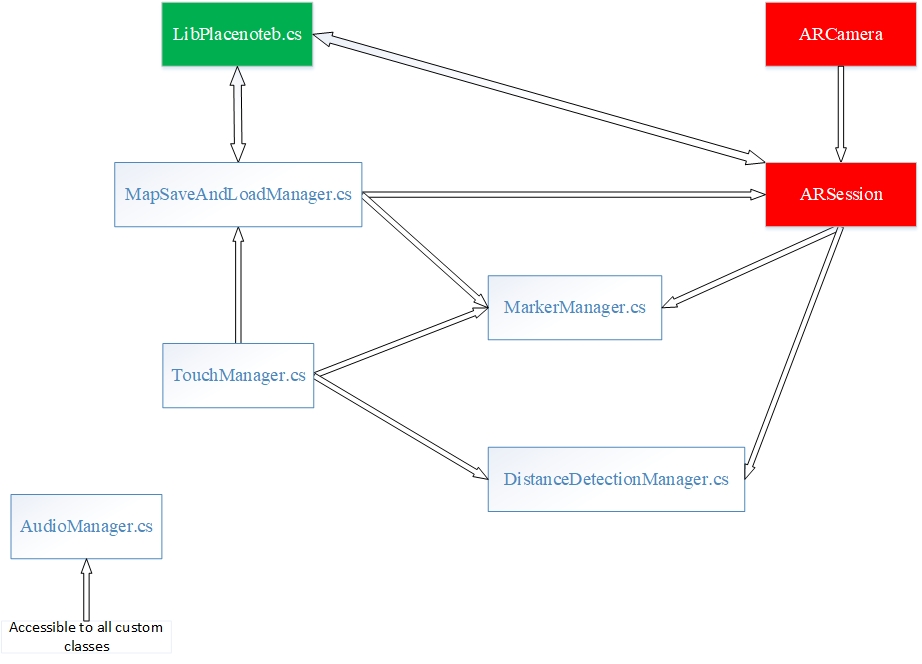 LibPlacenoteb.cs
ARCamera
MapSaveAndLoadManager.cs
ARSession
MarkerManager.cs
TouchManager.cs
DistanceDetectionManager.cs
AudioManager.cs
Accessible to all custom
classes